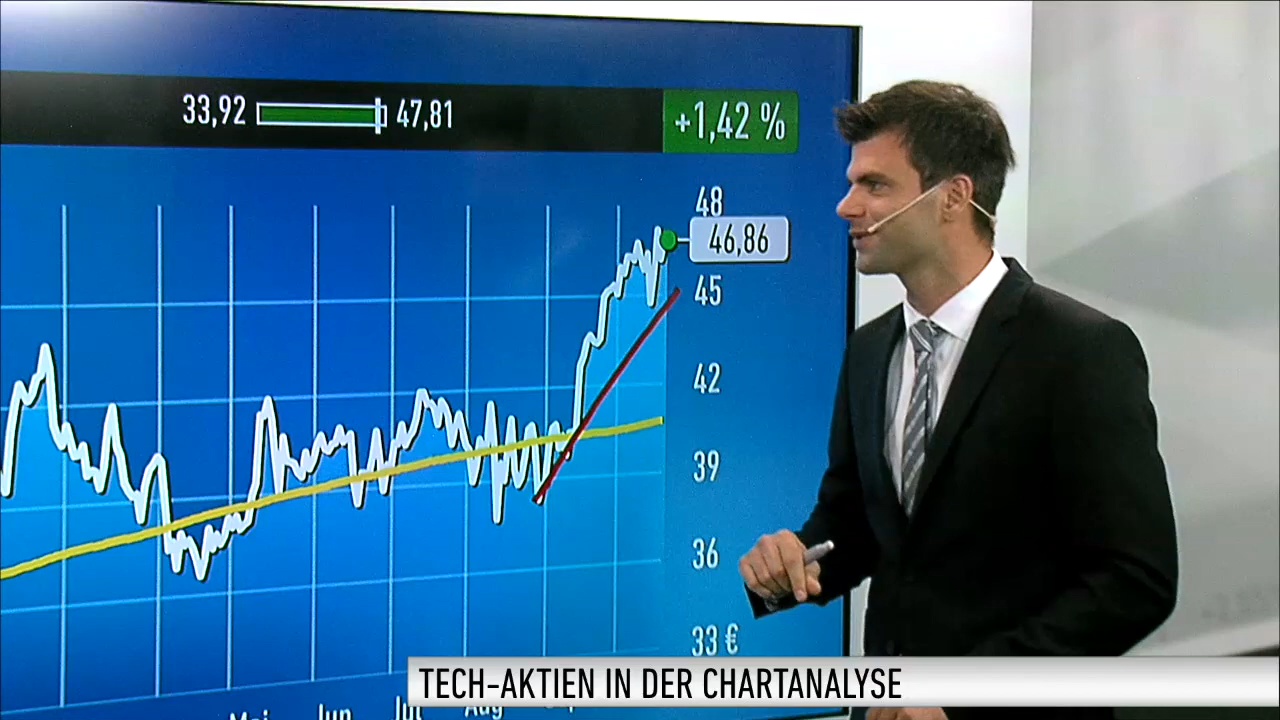 33,92 47,81 +1,42 %
48
46,86
45
42
39
36
33 €
Mai Jun Jul Aug
TECH-AKTIEN IN DER CHARTANALYSE